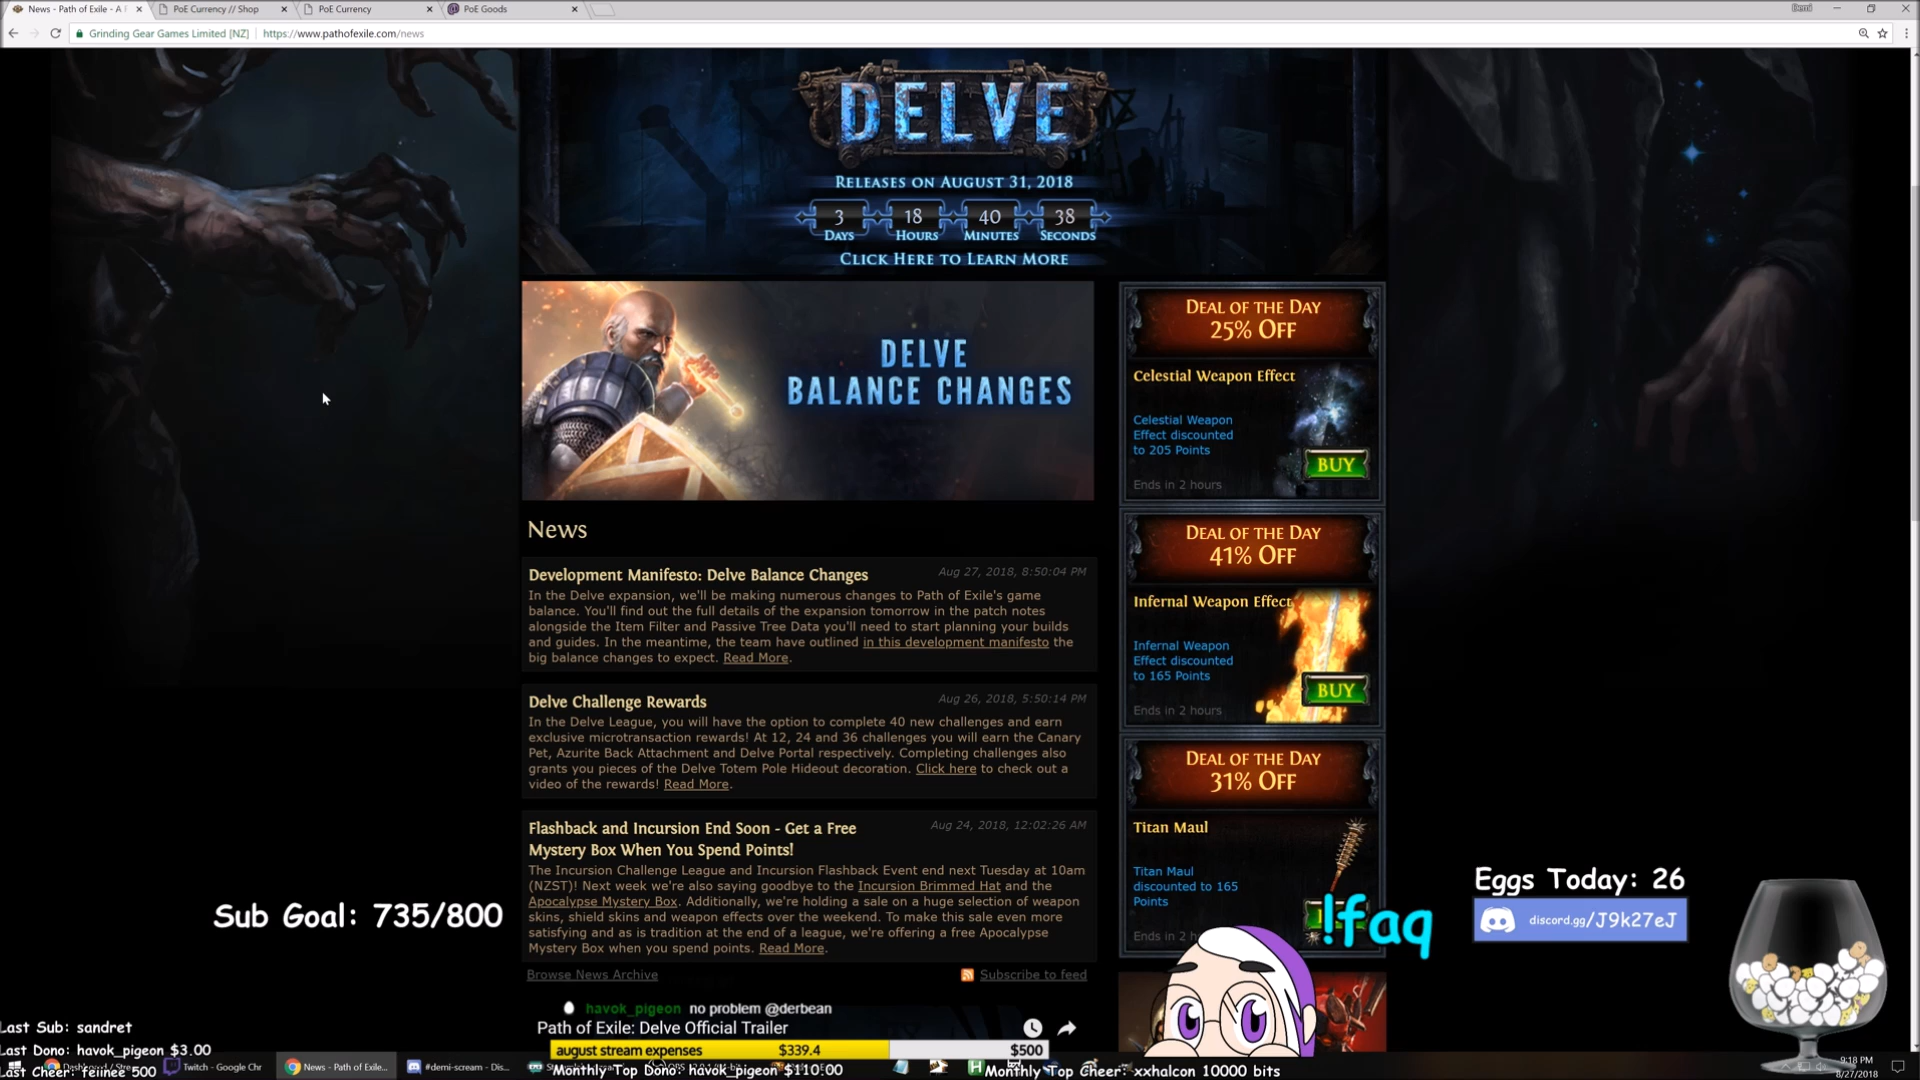 News - Path of Exile - A F
PoE Currency // Shop
PoE Currency
PoE Goods
Demi
Grinding Gear Games Limited [NZ]
https://www.pathofexile.com/news
DELVE
Releases on August 31, 2018
3 18 40 38
Days Hours Minutes Seconds
Click Here to Learn More
DELVE
BALANCE CHANGES
News
Development Manifesto: Delve Balance Changes
Aug 27, 2018, 8:50:04 PM
In the Delve expansion, we'll be making numerous changes to Path of Exile's game
balance. You'll find out the full details of the expansion tomorrow in the patch notes
alongside the Item Filter and Passive Tree Data you'll need to start planning your builds
and guides. In the meantime, the team have outlined in this development manifesto the
big balance changes to expect. Read More.
Delve Challenge Rewards
Aug 26, 2018, 5:50:14 PM
In the Delve League, you will have the option to complete 40 new challenges and earn
exclusive microtransaction rewards! At 12, 24 and 36 challenges you will earn the Canary
Pet, Azurite Back Attachment and Delve Portal respectively. Completing challenges also
grants you pieces of the Delve Totem Pole Hideout decoration. Click here to check out a
video of the rewards! Read More.
Flashback and Incursion End Soon - Get a Free
Mystery Box When You Spend Points!
Aug 24, 2018, 12:02:26 AM
The Incursion Challenge League and Incursion Flashback Event end next Tuesday at 10am
(NZST)! Next week we're also saying goodbye to the Incursion Brimmed Hat and the
Apocalypse Mystery Box. Additionally, we're holding a sale on a huge selection of weapon
skins, shield skins and weapon effects over the weekend. To make this sale even more
satisfying and as is tradition at the end of a league, we're offering a free Apocalypse
Mystery Box when you spend points. Read More.
Browse News Archive
Subscribe to feed
Deal of the Day
25% Off
Celestial Weapon Effect
Celestial Weapon
Effect discounted
to 205 Points
BUY
Ends in 2 hours
Deal of the Day
41% Off
Infernal Weapon Effect
Infernal Weapon
Effect discounted
to 165 Points
BUY
Ends in 2 hours
Deal of the Day
31% Off
Titan Maul
Titan Maul
discounted to 165
Points
Ends in 2 h
!faq
Eggs Today: 26
discord.gg/J9k27eJ
Sub Goal: 735/800
havok_pigeon no problem @derbean
Path of Exile: Delve Official Trailer
august stream expenses $339.4 $500
Last Sub: sandret
Last Dono: havok_pigeon $3.00
Last Cheer: feiinee 500
Twitch - Google Chr
News - Path of Exile...
#demi-scream - Dis...
Monthly Top Dono: havok_pigeon $110.00
Monthly Top Cheer: xxhalcon 10000 bits
9:18 PM
8/27/2018